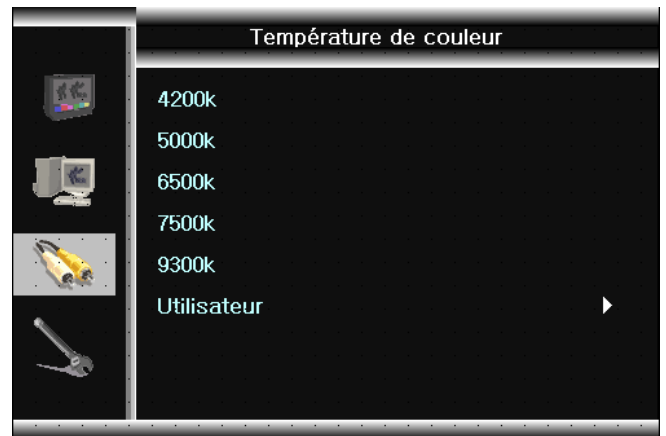 Température de couleur
4200k
5000k
6500k
7500k
9300k
Utilisateur